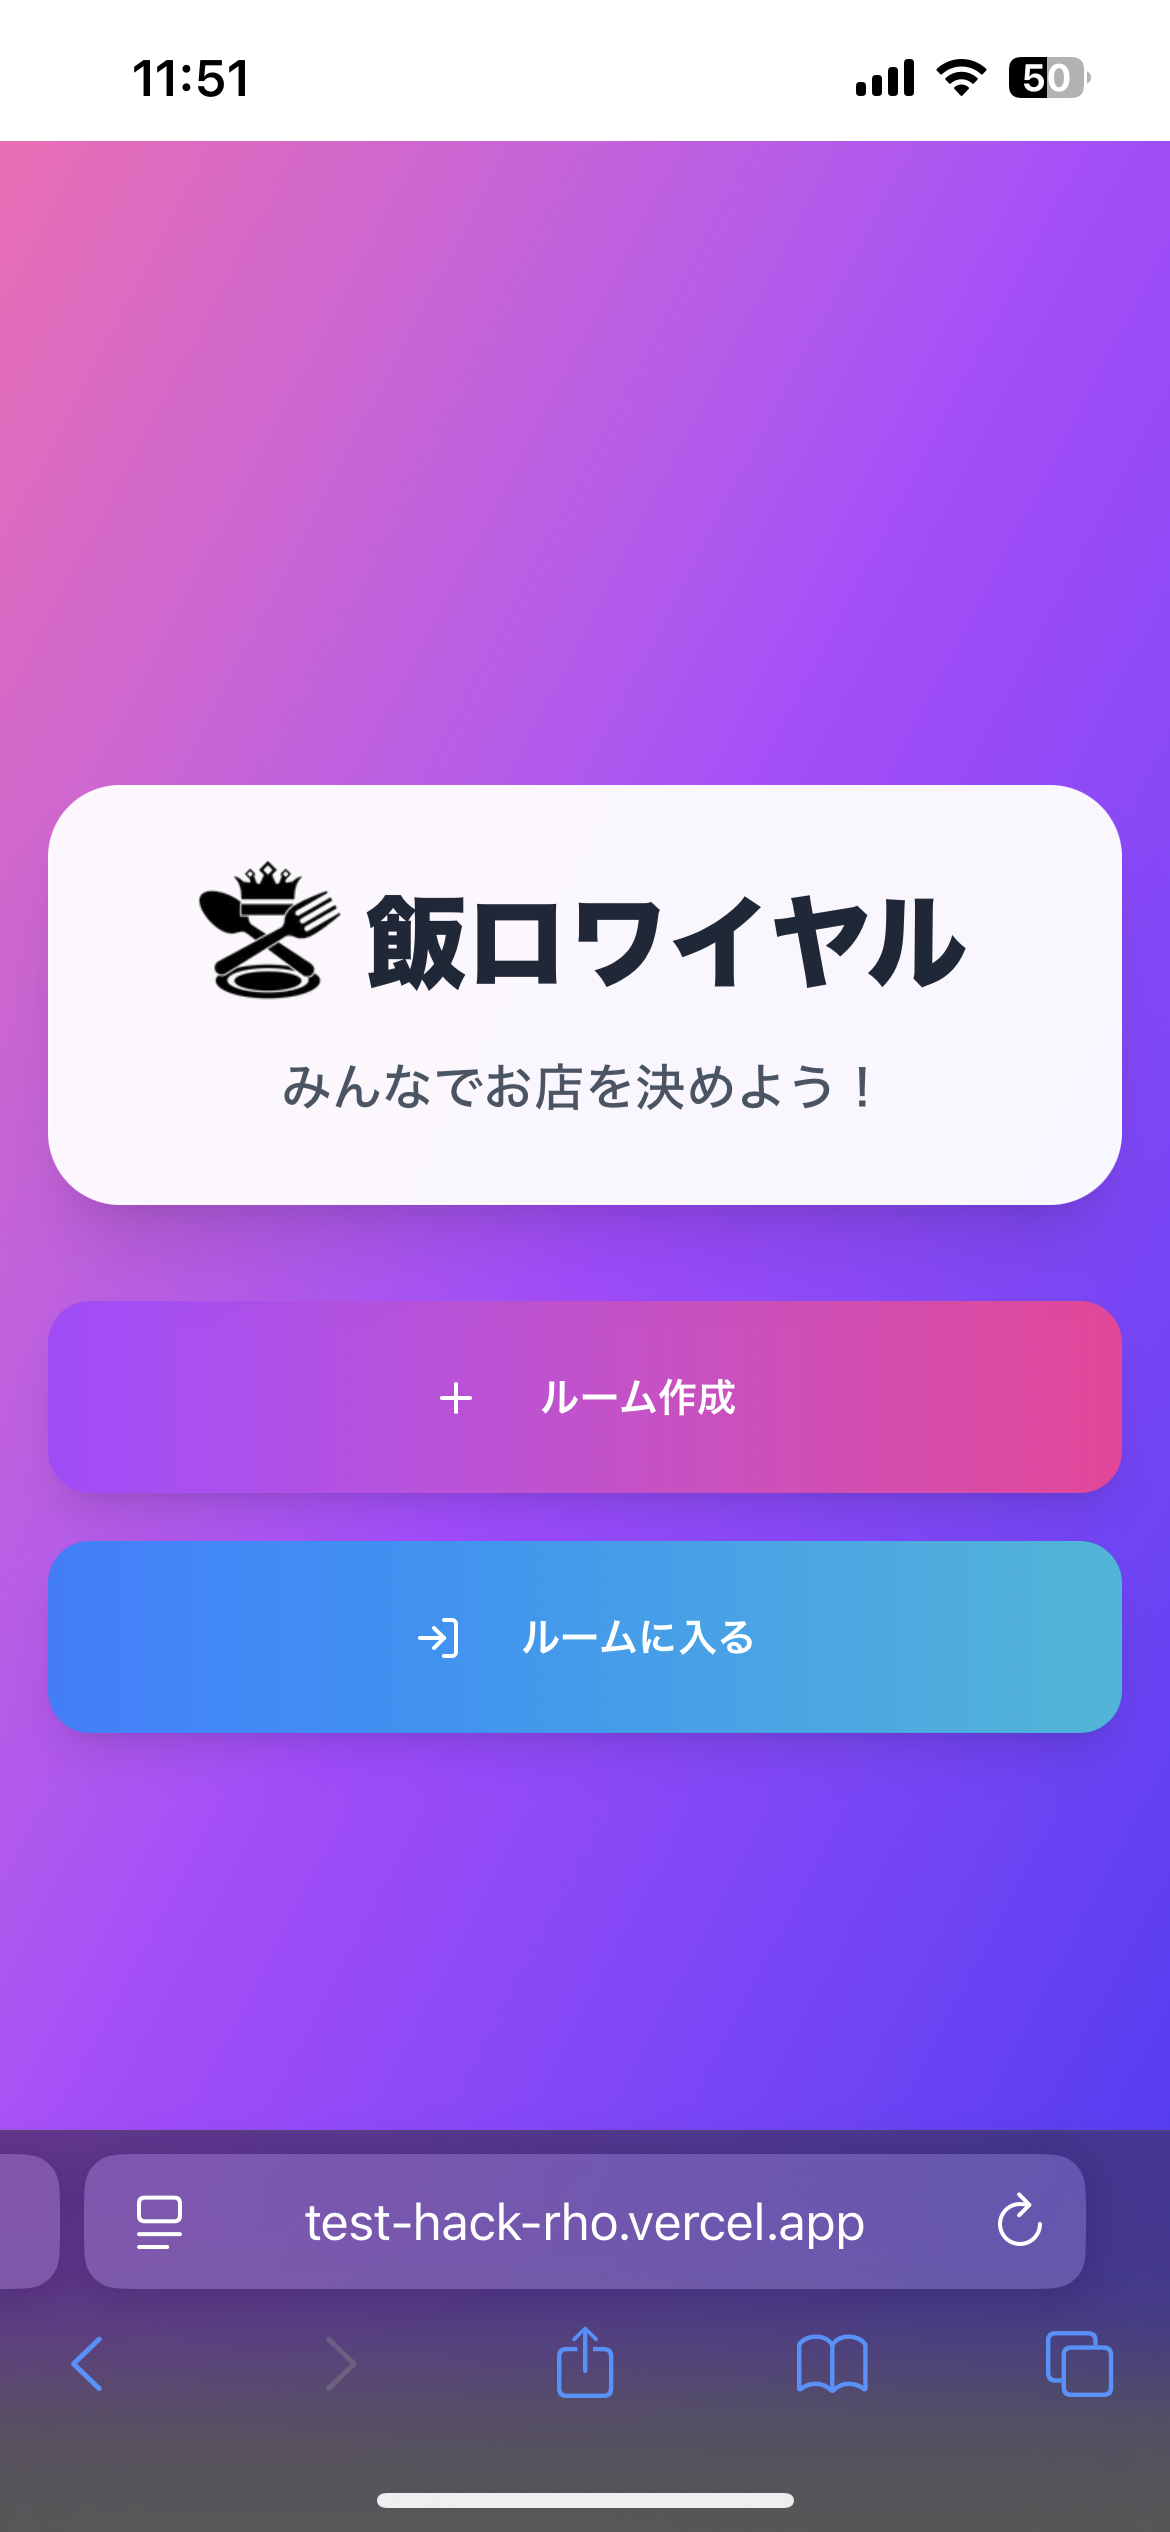 11:51
50
飯ロワイヤル
みんなでお店を決めよう！
ルーム作成
ルームに入る
test-hack-rho.vercel.app